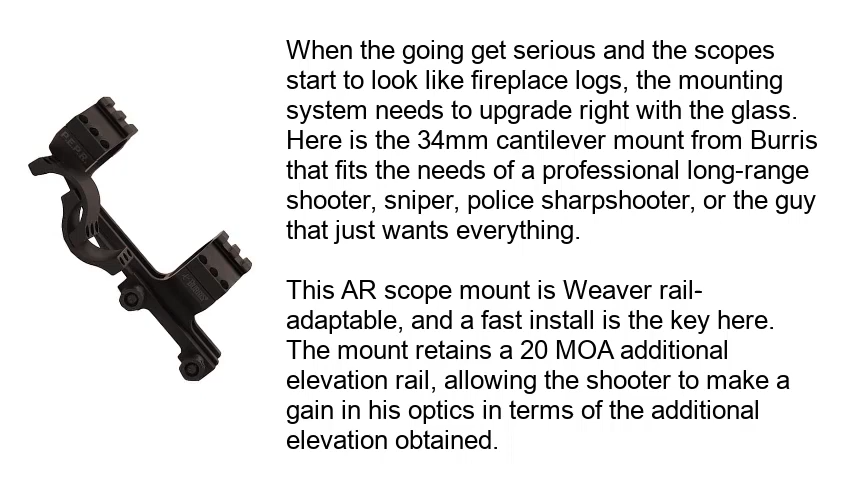 P.E.P.R.
When the going get serious and the scopes
start to look like fireplace logs, the mounting
system needs to upgrade right with the glass.
Here is the 34mm cantilever mount from Burris
that fits the needs of a professional long-range
shooter, sniper, police sharpshooter, or the guy
that just wants everything.
This AR scope mount is Weaver rail-
adaptable, and a fast install is the key here.
The mount retains a 20 MOA additional
elevation rail, allowing the shooter to make a
gain in his optics in terms of the additional
elevation obtained.